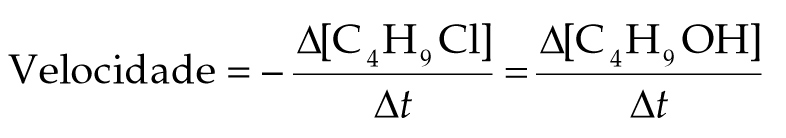 Velocidade = − Δ[C₄H₉Cl]/Δt = Δ[C₄H₉OH]/Δt